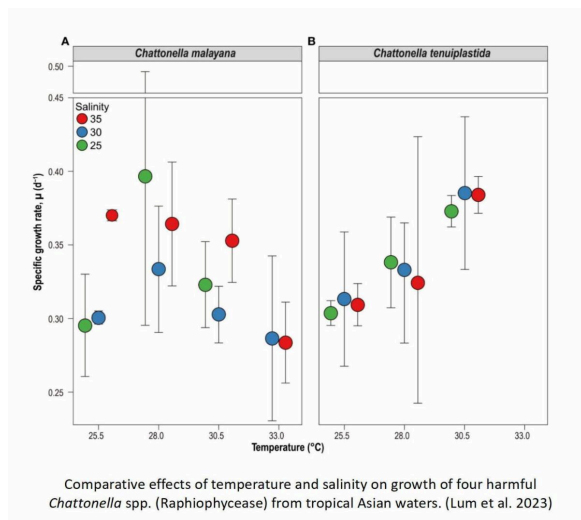 A
B
Chattonella malayana
Chattonella tenuiplastida
0.50
0.45
Salinity
35
30
25
0.40
0.35
0.30
0.25
Specific growth rate, μ (d⁻¹)
25.5 28.0 30.5 33.0
25.5 28.0 30.5 33.0
Temperature (°C)
Comparative effects of temperature and salinity on growth of four harmful
Chattonella spp. (Raphiophycease) from tropical Asian waters. (Lum et al. 2023)